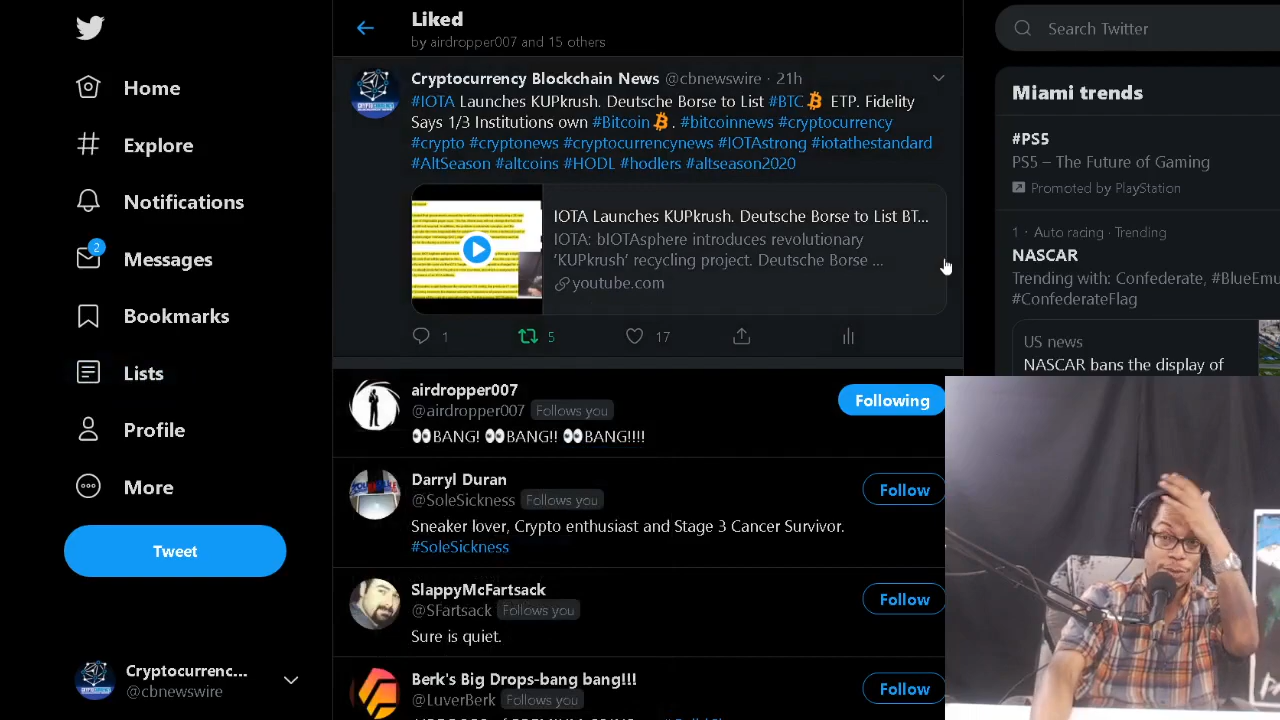 Home
Explore
Notifications
2
Messages
Bookmarks
Lists
Profile
More
Tweet
Cryptocurrenc...
@cbnewswire
Liked
by airdropper007 and 15 others
Cryptocurrency Blockchain News @cbnewswire · 21h
#IOTA Launches KUPkrush. Deutsche Borse to List #BTC ETP. Fidelity
Says 1/3 Institutions own #Bitcoin. #bitcoinnews #cryptocurrency
#crypto #cryptonews #cryptocurrencynews #IOTAstrong #iotathestandard
#AltSeason #altcoins #HODL #hodlers #altseason2020
IOTA Launches KUPkrush. Deutsche Borse to List BT...
IOTA: bIOTAsphere introduces revolutionary
‘KUPkrush’ recycling project. Deutsche Borse ...
youtube.com
1 5 17
airdropper007
@airdropper007 Follows you
Following
👀BANG! 👀BANG!! 👀BANG!!!!
Darryl Duran
@SoleSickness Follows you
Follow
Sneaker lover, Crypto enthusiast and Stage 3 Cancer Survivor.
#SoleSickness
SlappyMcFartsack
@SFartsack Follows you
Follow
Sure is quiet.
Berk's Big Drops-bang bang!!!
@LuverBerk Follows you
Follow
Search Twitter
Miami trends
#PS5
PS5 – The Future of Gaming
Promoted by PlayStation
1 · Auto racing · Trending
NASCAR
Trending with: Confederate, #BlueEmu
#ConfederateFlag
US news
NASCAR bans the display of